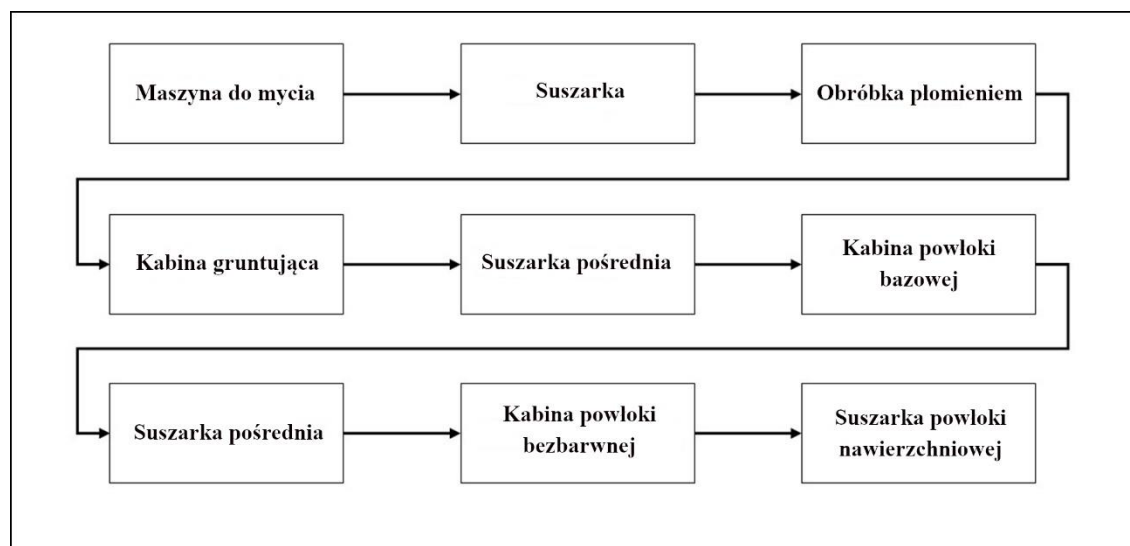 Maszyna do mycia
Suszarka
Obróbka płomieniem
Kabina gruntująca
Suszarka pośrednia
Kabina powłoki
bazowej
Suszarka pośrednia
Kabina powłoki
bezbarwnej
Suszarka powłoki
nawierzchniowej